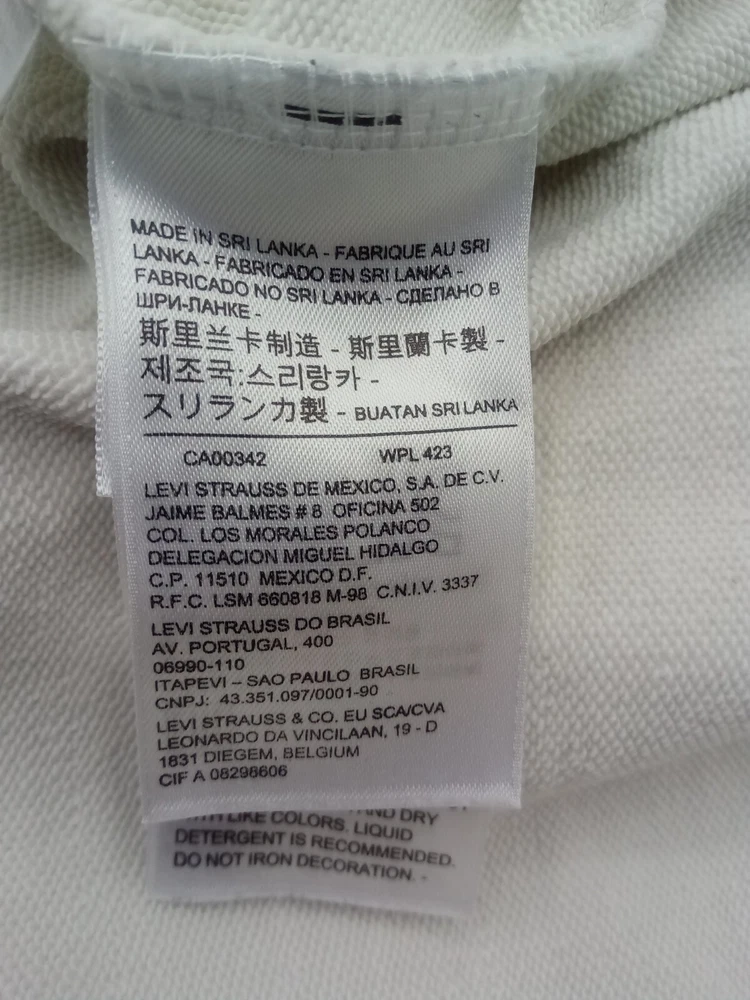 MADE IN SRI LANKA - FABRIQUE AU SRI
LANKA - FABRICADO EN SRI LANKA -
FABRICADO NO SRI LANKA - СДЕЛАНО В
ШРИ-ЛАНКЕ -
斯里兰卡制造 - 斯里蘭卡製 -
제조국:스리랑카 -
スリランカ製 - BUATAN SRI LANKA
CA00342 WPL 423
LEVI STRAUSS DE MEXICO, S.A. DE C.V.
JAIME BALMES # 8 OFICINA 502
COL. LOS MORALES POLANCO
DELEGACION MIGUEL HIDALGO
C.P. 11510 MEXICO D.F.
R.F.C. LSM 660818 M-98 C.N.I.V. 3337
LEVI STRAUSS DO BRASIL
AV. PORTUGAL, 400
06990-110
ITAPEVI – SAO PAULO BRASIL
CNPJ: 43.351.097/0001-90
LEVI STRAUSS & CO. EU SCA/CVA
LEONARDO DA VINCILAAN, 19 - D
1831 DIEGEM, BELGIUM
CIF A 08298606
AND DRY
WITH LIKE COLORS. LIQUID
DETERGENT IS RECOMMENDED.
DO NOT IRON DECORATION. -